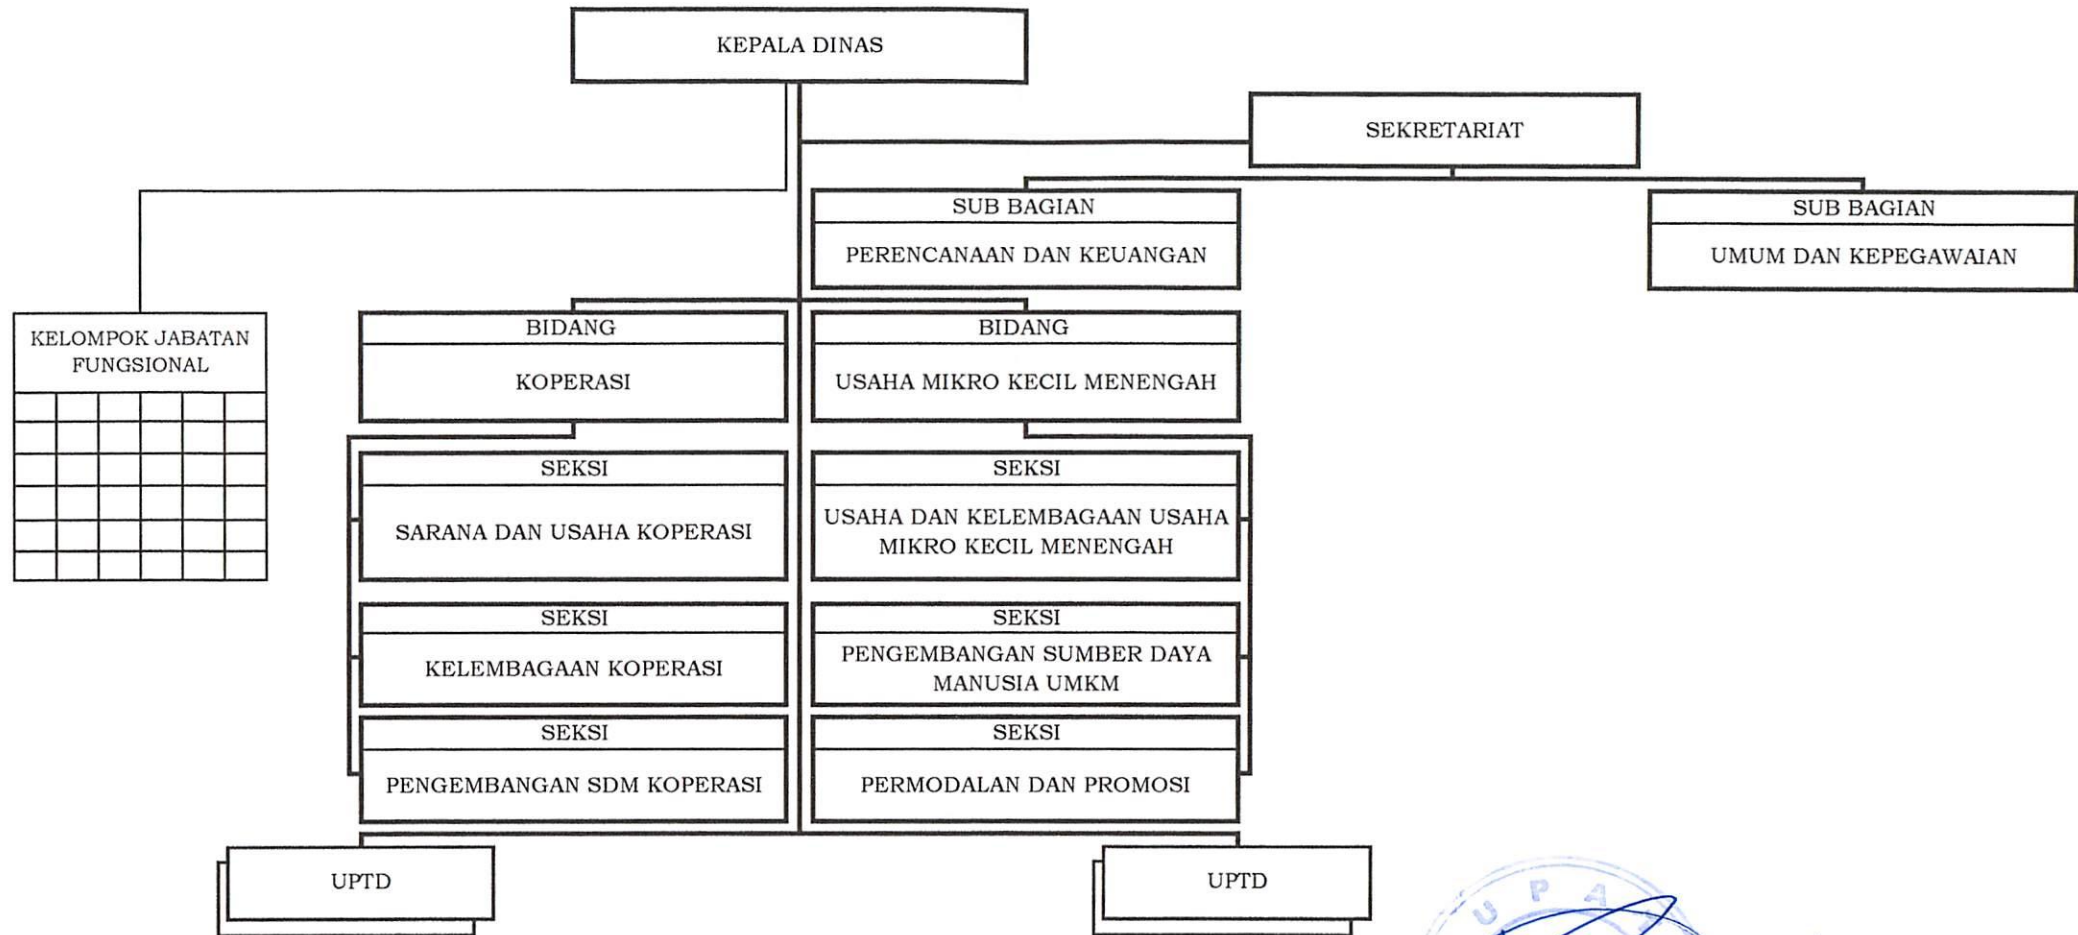 KEPALA DINAS
SEKRETARIAT
SUB BAGIAN
PERENCANAAN DAN KEUANGAN
SUB BAGIAN
UMUM DAN KEPEGAWAIAN
KELOMPOK JABATAN
FUNGSIONAL
BIDANG
KOPERASI
BIDANG
USAHA MIKRO KECIL MENENGAH
SEKSI
SARANA DAN USAHA KOPERASI
SEKSI
USAHA DAN KELEMBAGAAN USAHA
MIKRO KECIL MENENGAH
SEKSI
KELEMBAGAAN KOPERASI
SEKSI
PENGEMBANGAN SUMBER DAYA
MANUSIA UMKM
SEKSI
PENGEMBANGAN SDM KOPERASI
SEKSI
PERMODALAN DAN PROMOSI
UPTD
UPTD
U P A